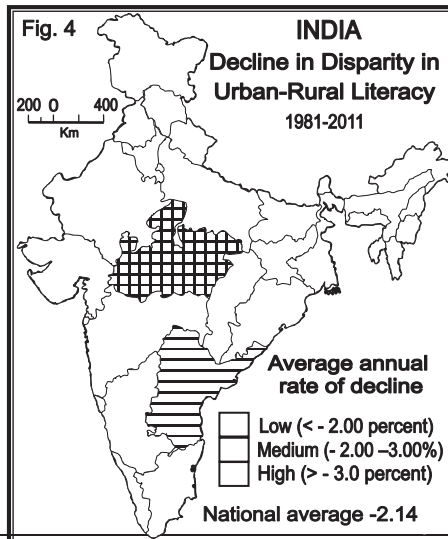 Fig. 4
INDIA
Decline in Disparity in
Urban-Rural Literacy
1981-2011
200 0 400
Km
Average annual
rate of decline
Low (< - 2.00 percent)
Medium (- 2.00 –3.00%)
High (> - 3.0 percent)
National average -2.14